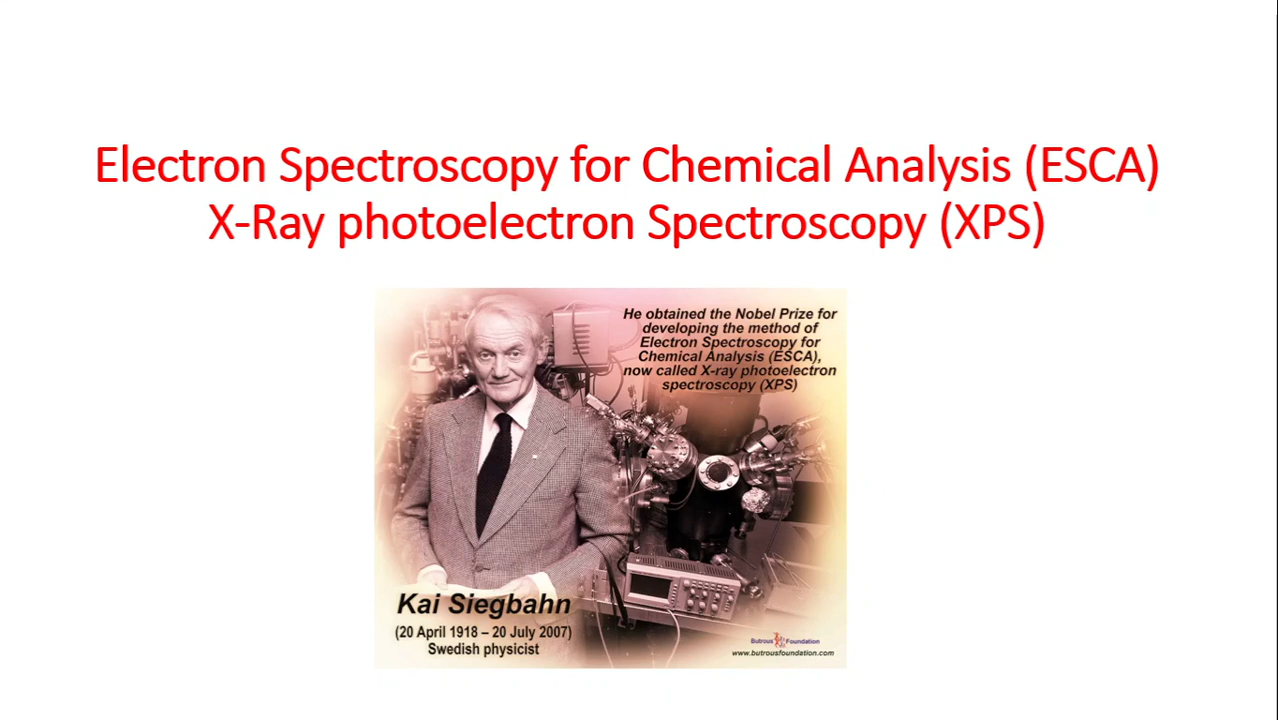 Electron Spectroscopy for Chemical Analysis (ESCA)
X-Ray photoelectron Spectroscopy (XPS)
He obtained the Nobel Prize for
developing the method of
Electron Spectroscopy for
Chemical Analysis (ESCA),
now called X-ray photoelectron
spectroscopy (XPS)
Kai Siegbahn
(20 April 1918 – 20 July 2007)
Swedish physicist
Butrous Foundation
www.butrousfoundation.com